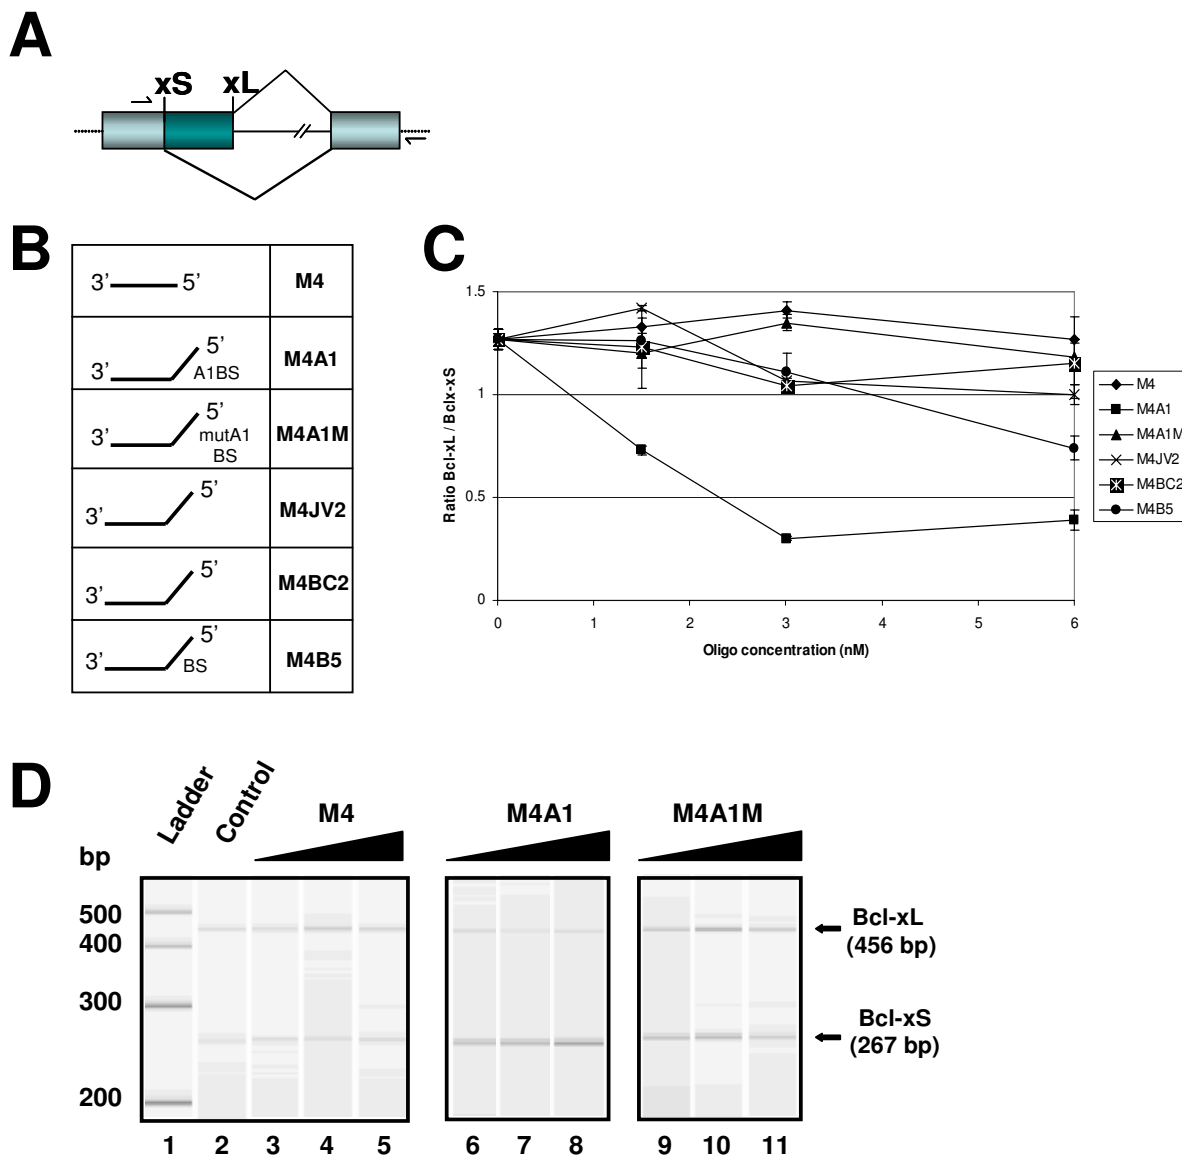 A
xS xL
B
3’ 5’ M4
3’ 5’ A1BS M4A1
3’ 5’ mutA1 BS M4A1M
3’ 5’ M4JV2
3’ 5’ M4BC2
3’ 5’ BS M4B5
C
Ratio Bcl-xL / Bclx-xS
1.5
1
0.5
0
0 1 2 3 4 5 6
Oligo concentration (nM)
M4
M4A1
M4A1M
M4JV2
M4BC2
M4B5
D
Ladder Control M4 M4A1 M4A1M
bp
500
400
300
200
Bcl-xL
(456 bp)
Bcl-xS
(267 bp)
1 2 3 4 5 6 7 8 9 10 11